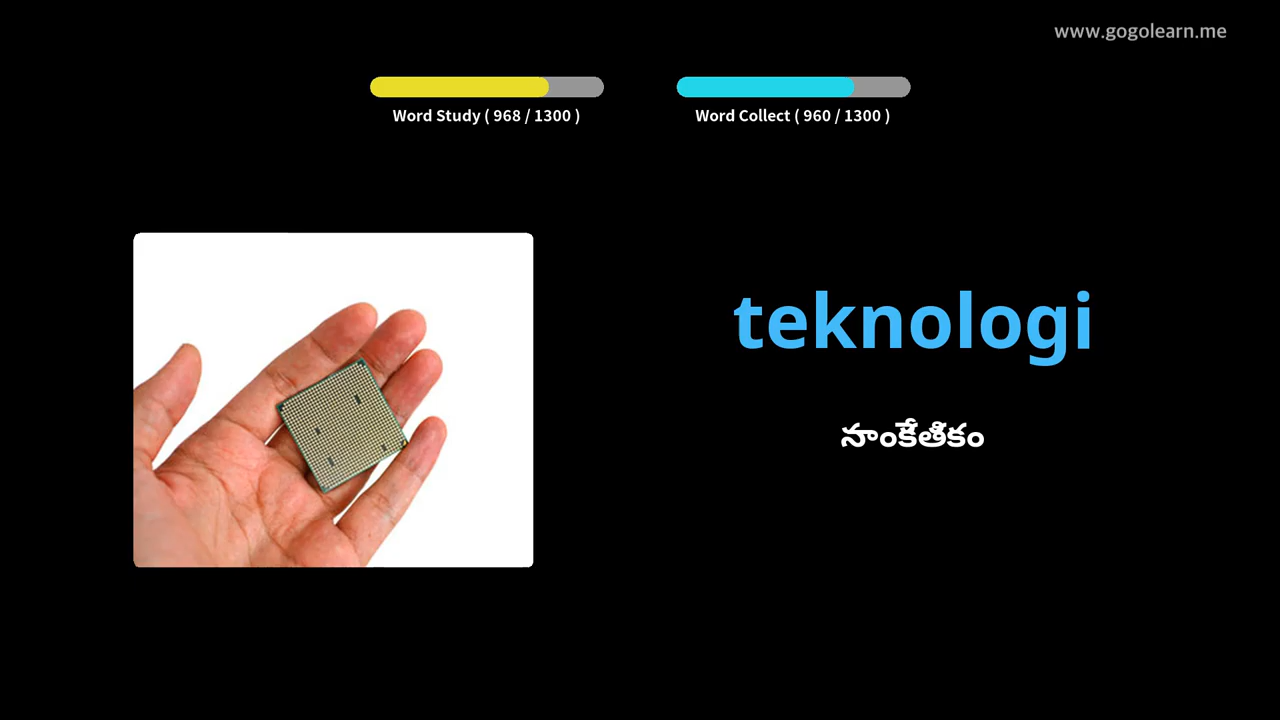 www.gogolearn.me
Word Study ( 968 / 1300 )
Word Collect ( 960 / 1300 )
teknologi
సాంకేతికం